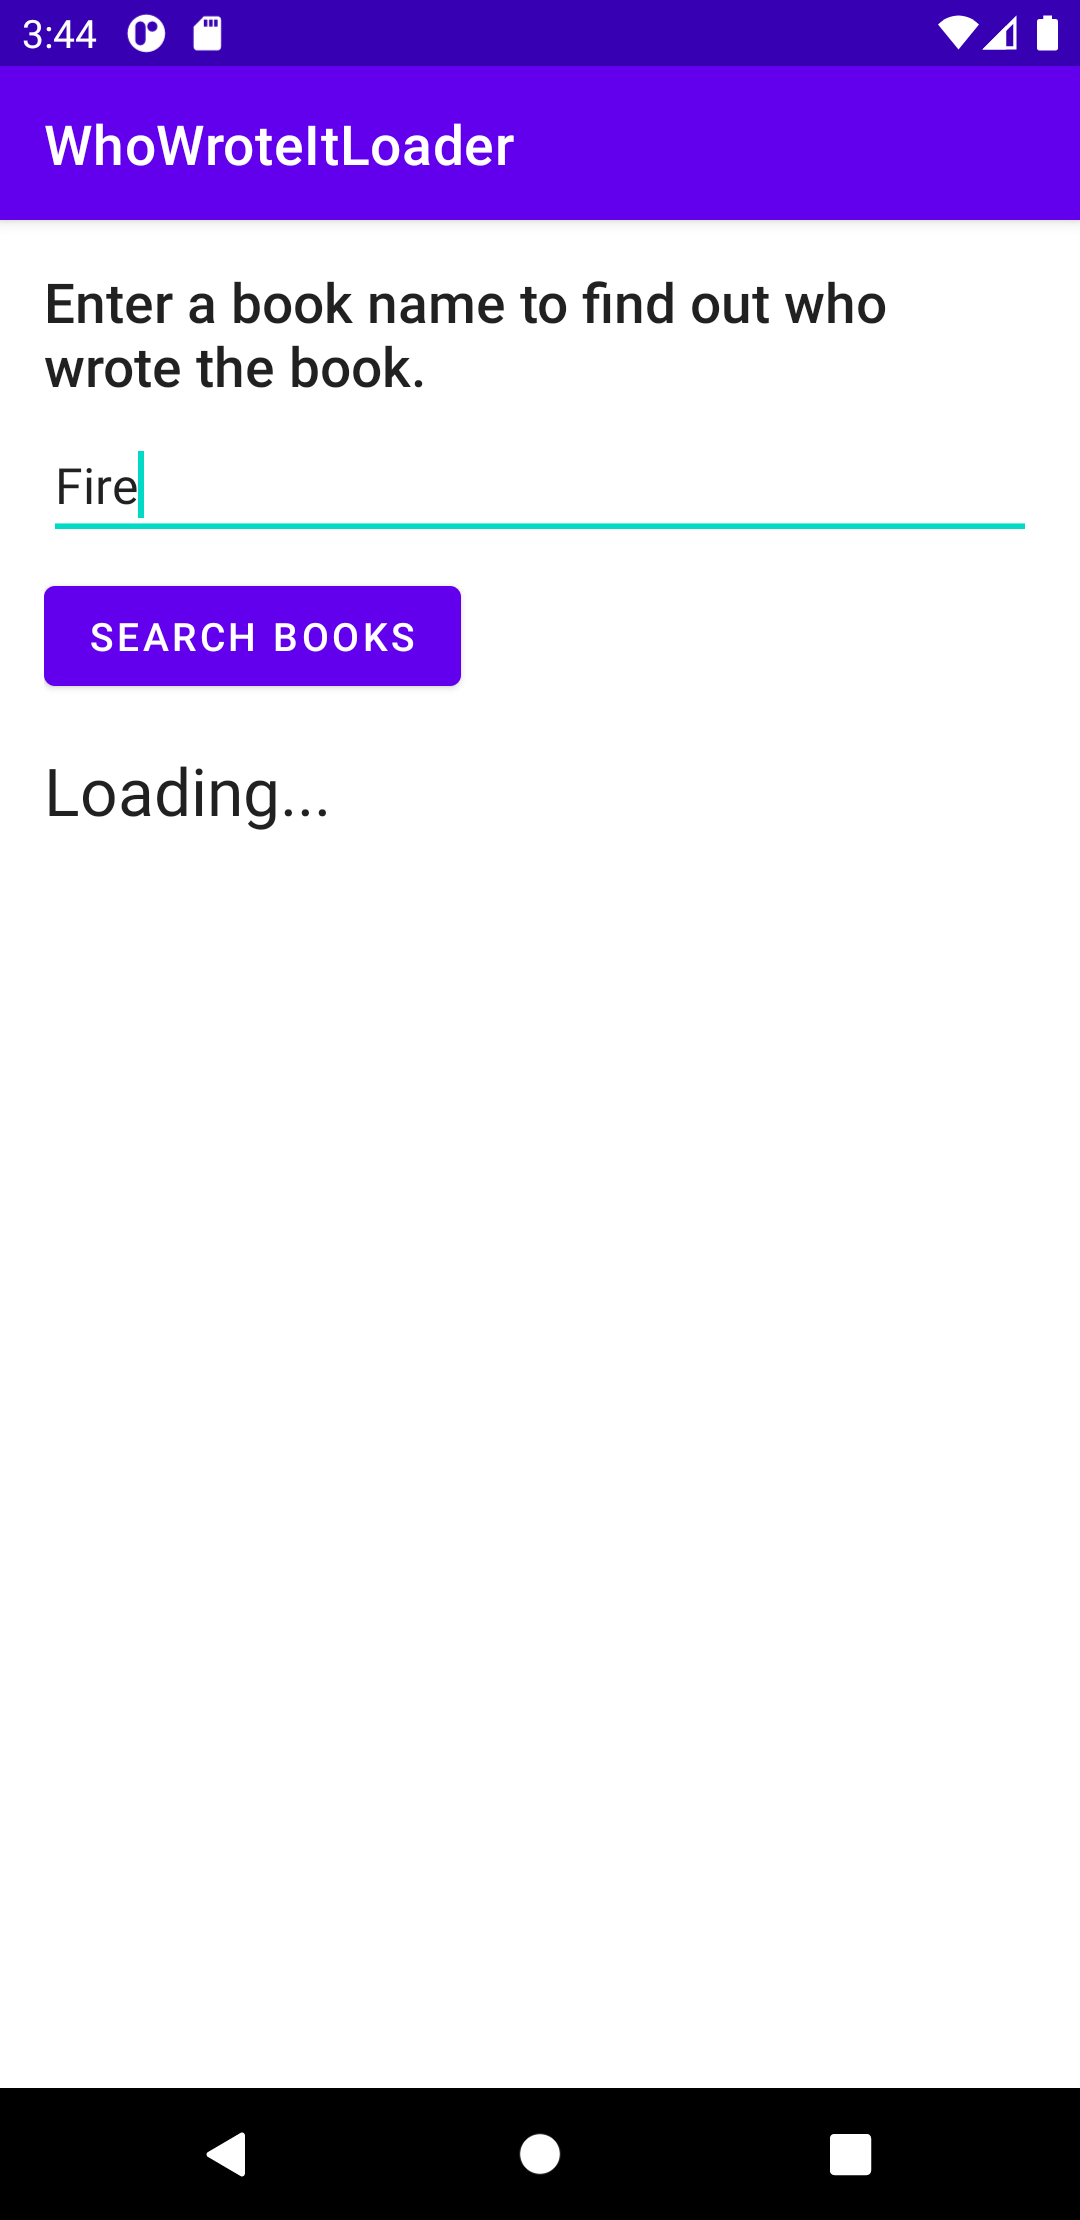 3:44
WhoWroteItLoader
Enter a book name to find out who
wrote the book.
Fire
SEARCH BOOKS
Loading...